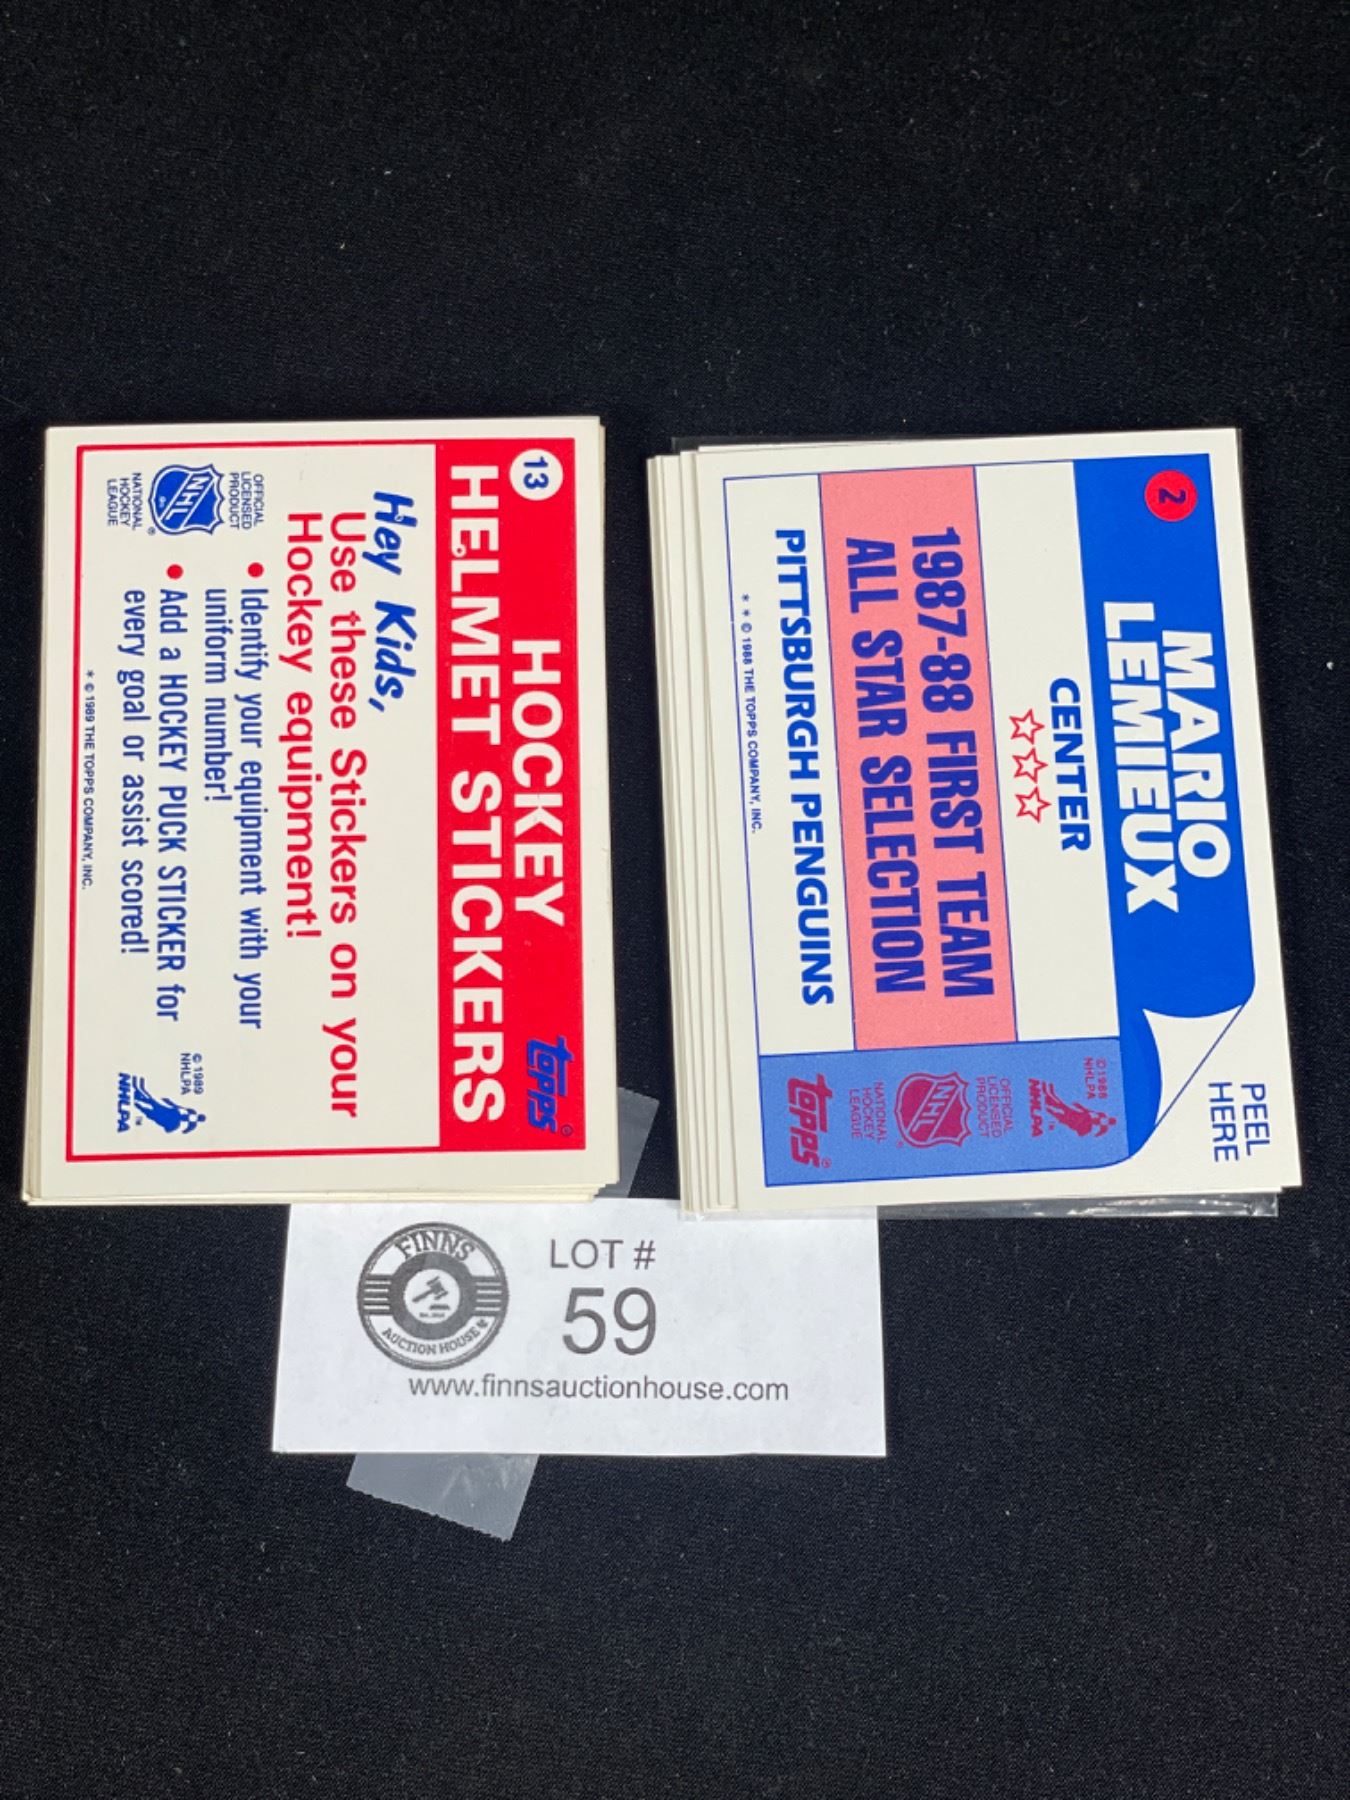 13
HOCKEY
HELMET STICKERS
topps
Hey Kids,
Use these Stickers on your
Hockey equipment!
OFFICIAL
LICENSED
PRODUCT
NHL
NATIONAL
HOCKEY
LEAGUE
• Identify your equipment with your
uniform number!
• Add a HOCKEY PUCK STICKER for
every goal or assist scored!
© 1989
NHLPA
NHLPA
* © 1989 THE TOPPS COMPANY, INC.
2
MARIO
LEMIEUX
PEEL
HERE
CENTER
1987-88 FIRST TEAM
ALL STAR SELECTION
PITTSBURGH PENGUINS
* * © 1988 THE TOPPS COMPANY, INC.
© 1988
NHLPA
NHLPA
OFFICIAL
LICENSED
PRODUCT
NHL
NATIONAL
HOCKEY
LEAGUE
topps
FINNS
AUCTION HOUSE
LOT #
59
www.finnsauctionhouse.com